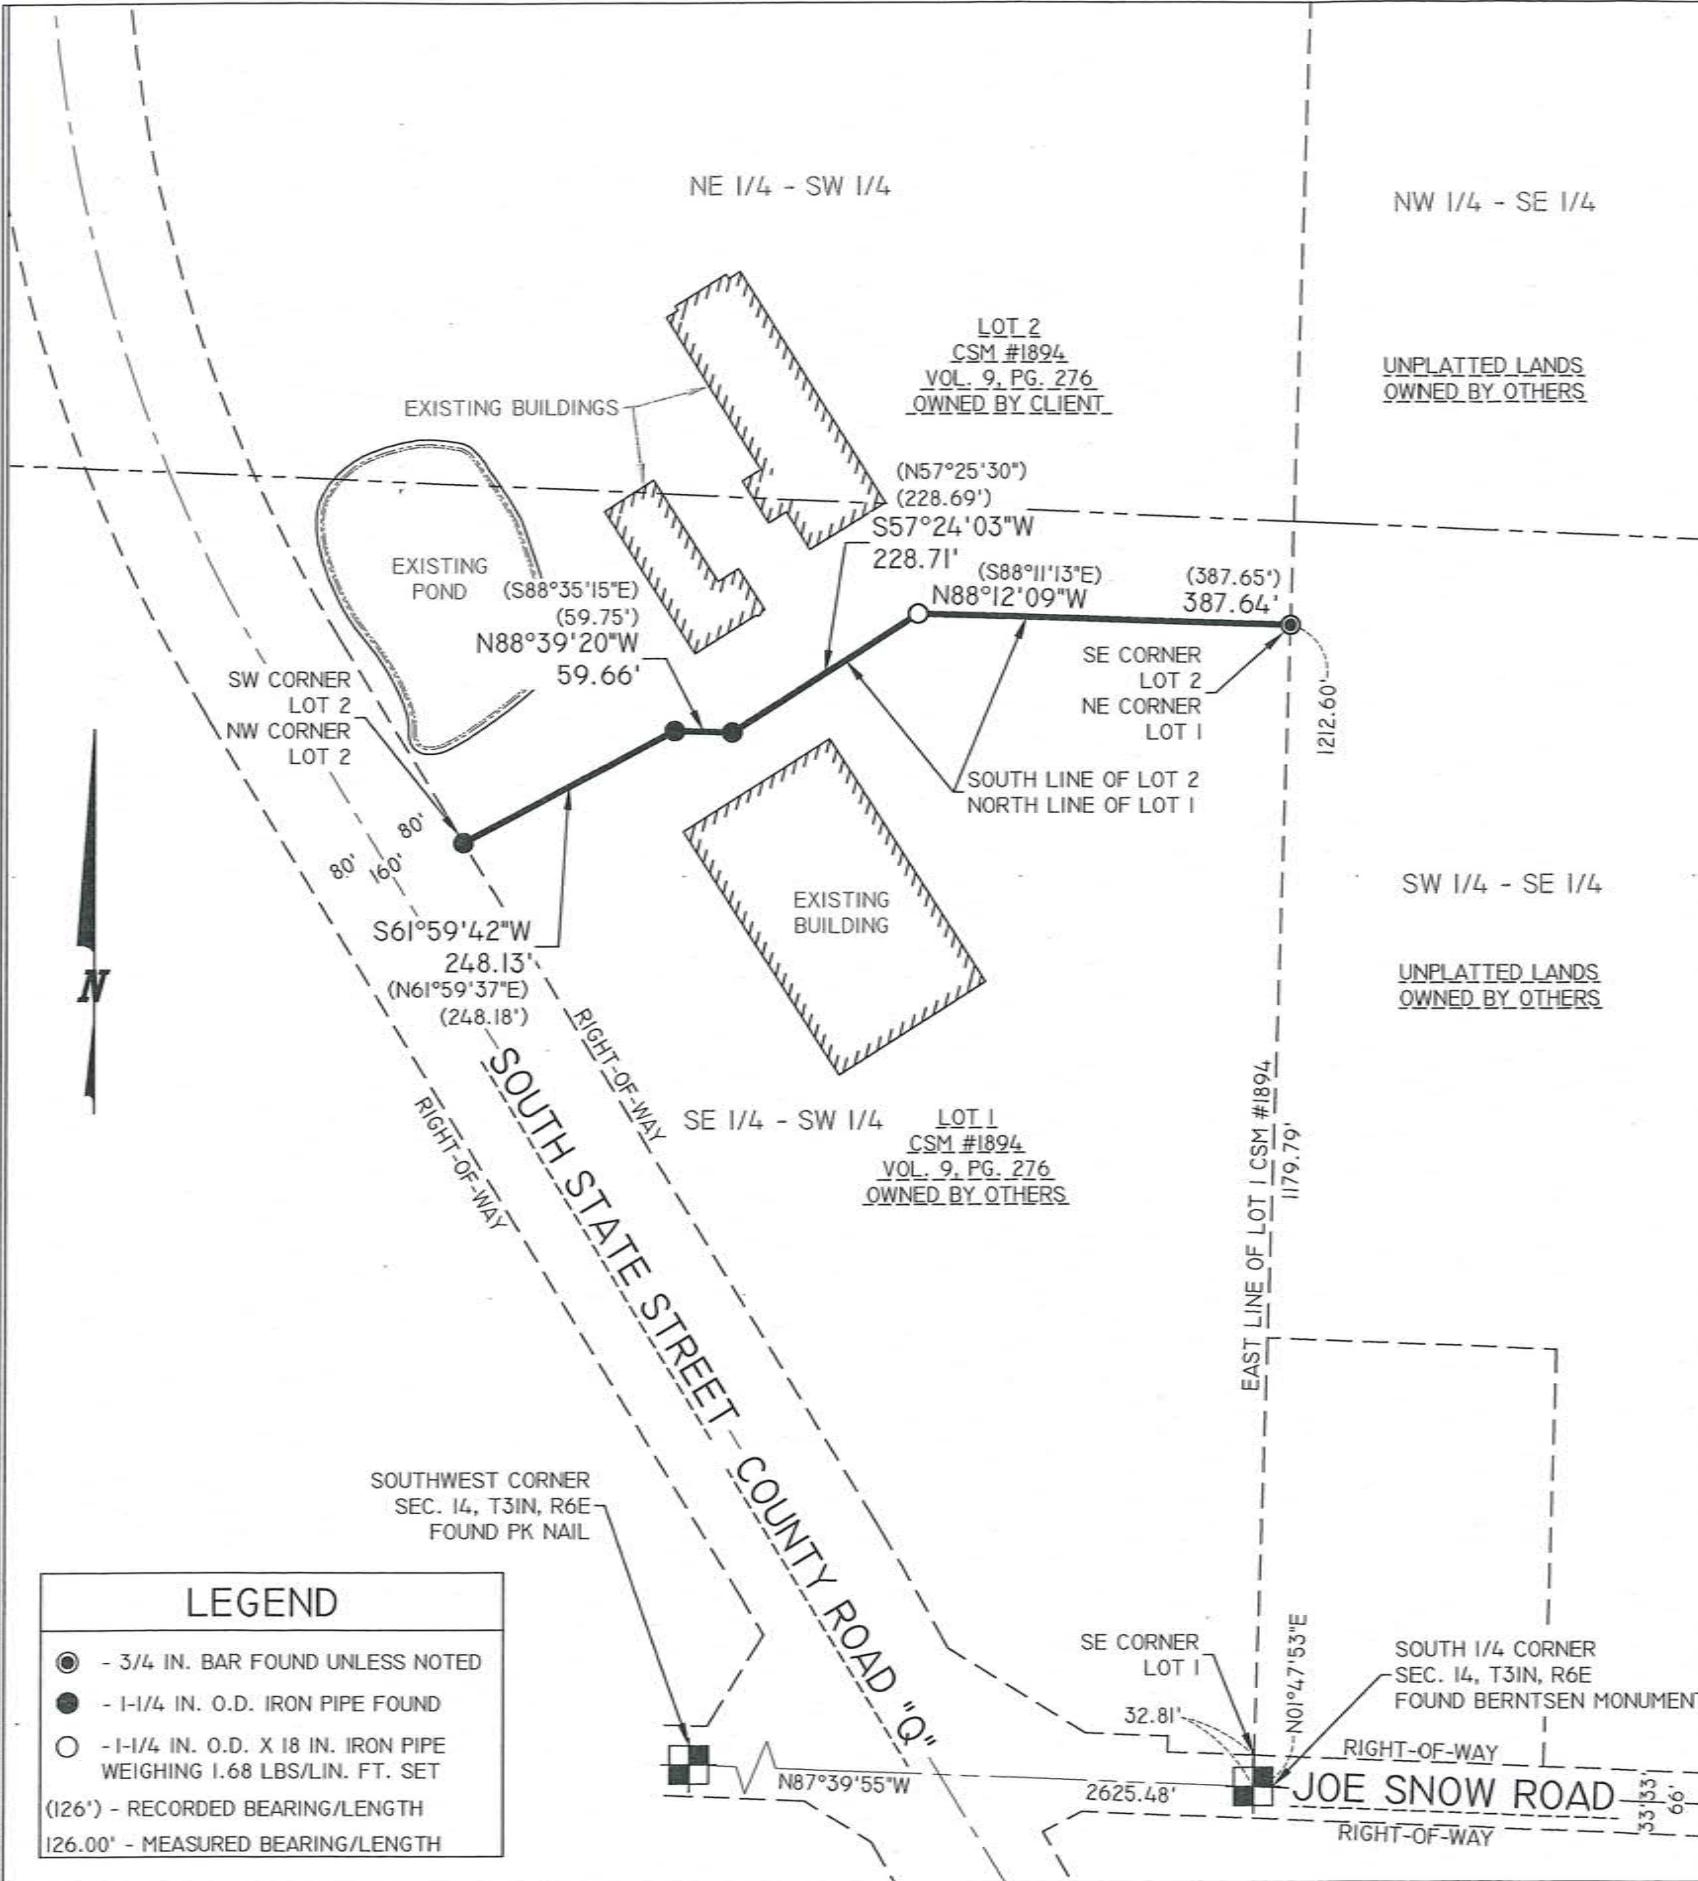 NE 1/4 - SW 1/4
NW 1/4 - SE 1/4
LOT 2
CSM #1894
VOL. 9, PG. 276
OWNED BY CLIENT
UNPLATTED LANDS
OWNED BY OTHERS
EXISTING BUILDINGS
(N57°25'30")
(228.69')
S57°24'03"W
228.71'
EXISTING
POND
(S88°35'15"E)
(59.75')
N88°39'20"W
59.66'
(S88°11'13"E)
N88°12'09"W
(387.65')
387.64'
SW CORNER
LOT 2
NW CORNER
LOT 2
SE CORNER
LOT 2
NE CORNER
LOT 1
1212.60'
SOUTH LINE OF LOT 2
NORTH LINE OF LOT 1
80'
80'
160'
EXISTING
BUILDING
SW 1/4 - SE 1/4
UNPLATTED LANDS
OWNED BY OTHERS
S61°59'42"W
248.13'
(N61°59'37"E)
(248.18')
N
RIGHT-OF-WAY
RIGHT-OF-WAY
SOUTH STATE STREET - COUNTY ROAD "Q"
SE 1/4 - SW 1/4
LOT 1
CSM #1894
VOL. 9, PG. 276
OWNED BY OTHERS
EAST LINE OF LOT 1 CSM #1894
1179.79'
SOUTHWEST CORNER
SEC. 14, T31N, R6E
FOUND PK NAIL
SE CORNER
LOT 1
N01°47'53"E
SOUTH 1/4 CORNER
SEC. 14, T31N, R6E
FOUND BERNTSEN MONUMENT
32.81'
N87°39'55"W
2625.48'
RIGHT-OF-WAY
JOE SNOW ROAD
RIGHT-OF-WAY
33'
33'
66'
LEGEND
- 3/4 IN. BAR FOUND UNLESS NOTED
- 1-1/4 IN. O.D. IRON PIPE FOUND
- 1-1/4 IN. O.D. X 18 IN. IRON PIPE
WEIGHING 1.68 LBS/LIN. FT. SET
(126') - RECORDED BEARING/LENGTH
126.00' - MEASURED BEARING/LENGTH